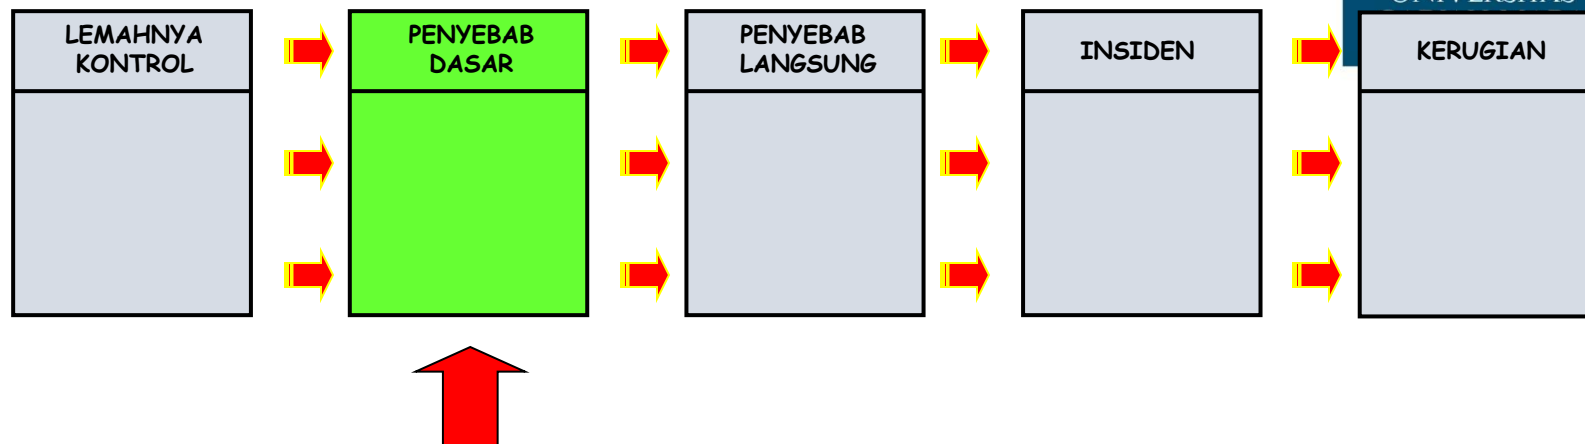 LEMAHNYA
KONTROL
PENYEBAB
DASAR
PENYEBAB
LANGSUNG
INSIDEN
KERUGIAN